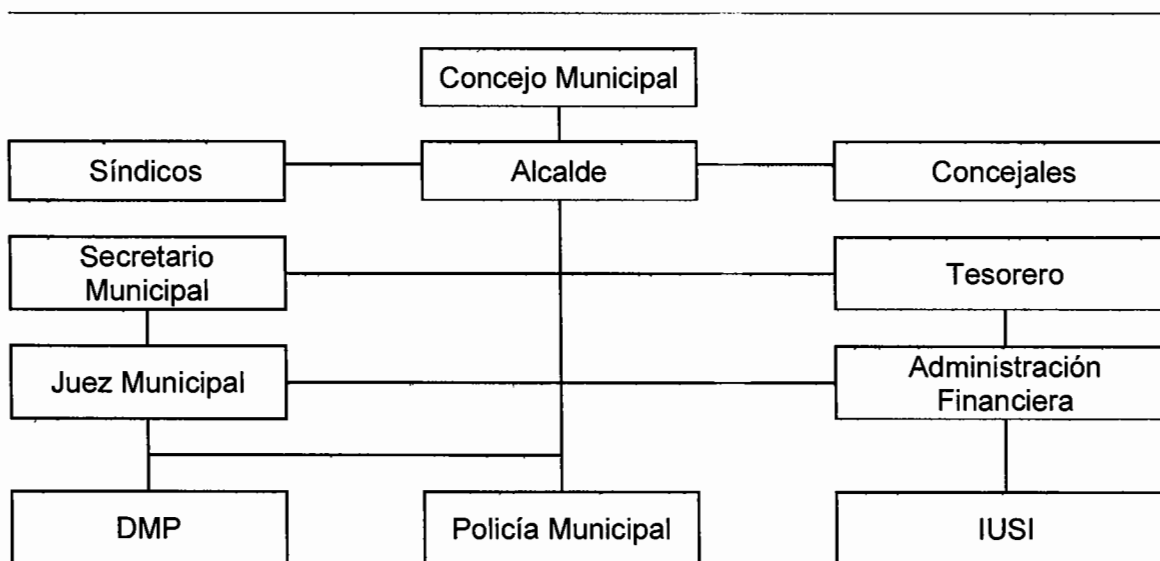 Concejo Municipal
Síndicos
Alcalde
Concejales
Secretario
Municipal
Tesorero
Juez Municipal
Administración
Financiera
DMP
Policía Municipal
IUSI